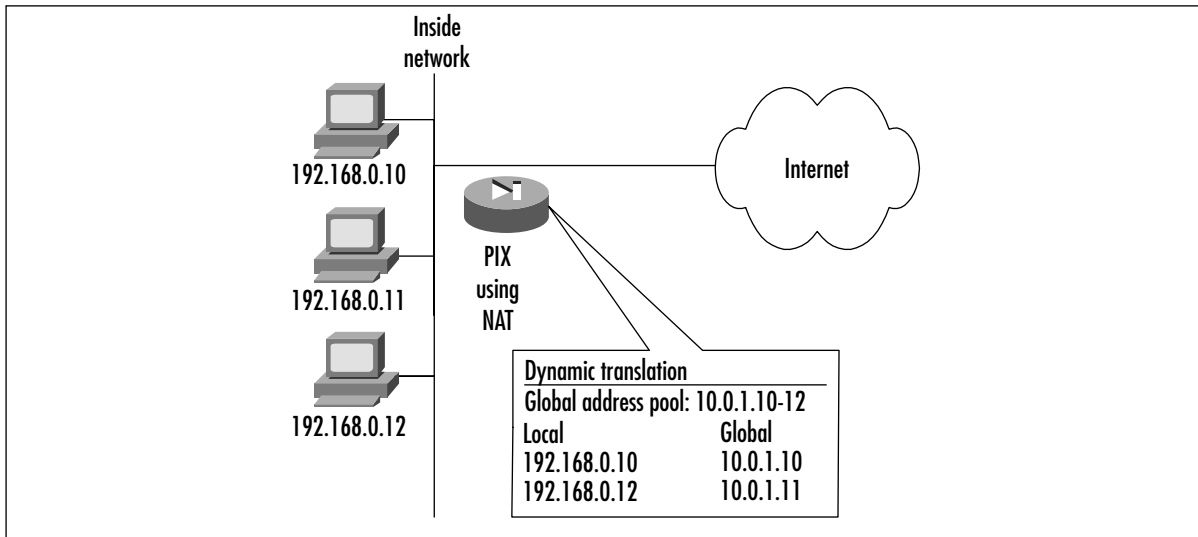 Inside
network
192.168.0.10
192.168.0.11
192.168.0.12
PIX
using
NAT
Internet
Dynamic translation
Global address pool: 10.0.1.10-12
Local Global
192.168.0.10 10.0.1.10
192.168.0.12 10.0.1.11